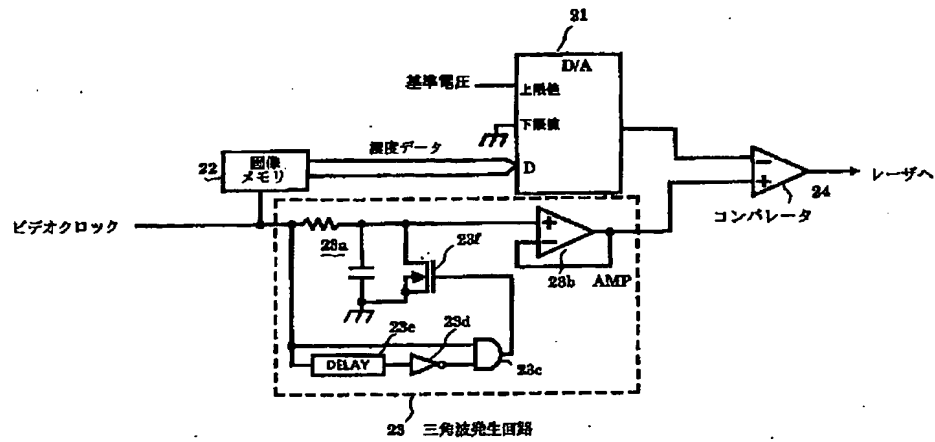 21
D/A
基準電圧
上限値
下限値
濃度データ
22
画像
メモリ
D
24
レーザへ
コンパレータ
ビデオクロック
23a
23f
23b
AMP
23e
23d
DELAY
23c
23 三角波発生回路